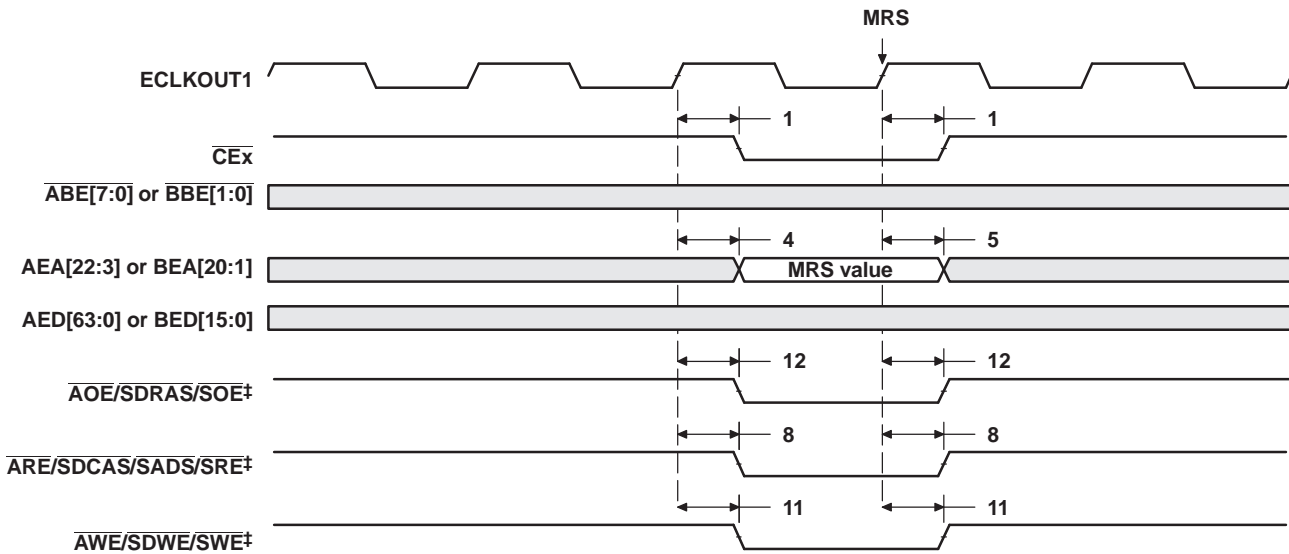 MRS
ECLKOUT1
1 1
CEx
ABE[7:0] or BBE[1:0]
4 5
AEA[22:3] or BEA[20:1] MRS value
AED[63:0] or BED[15:0]
12 12
AOE/SDRAS/SOE‡
8 8
ARE/SDCAS/SADS/SRE‡
11 11
AWE/SDWE/SWE‡